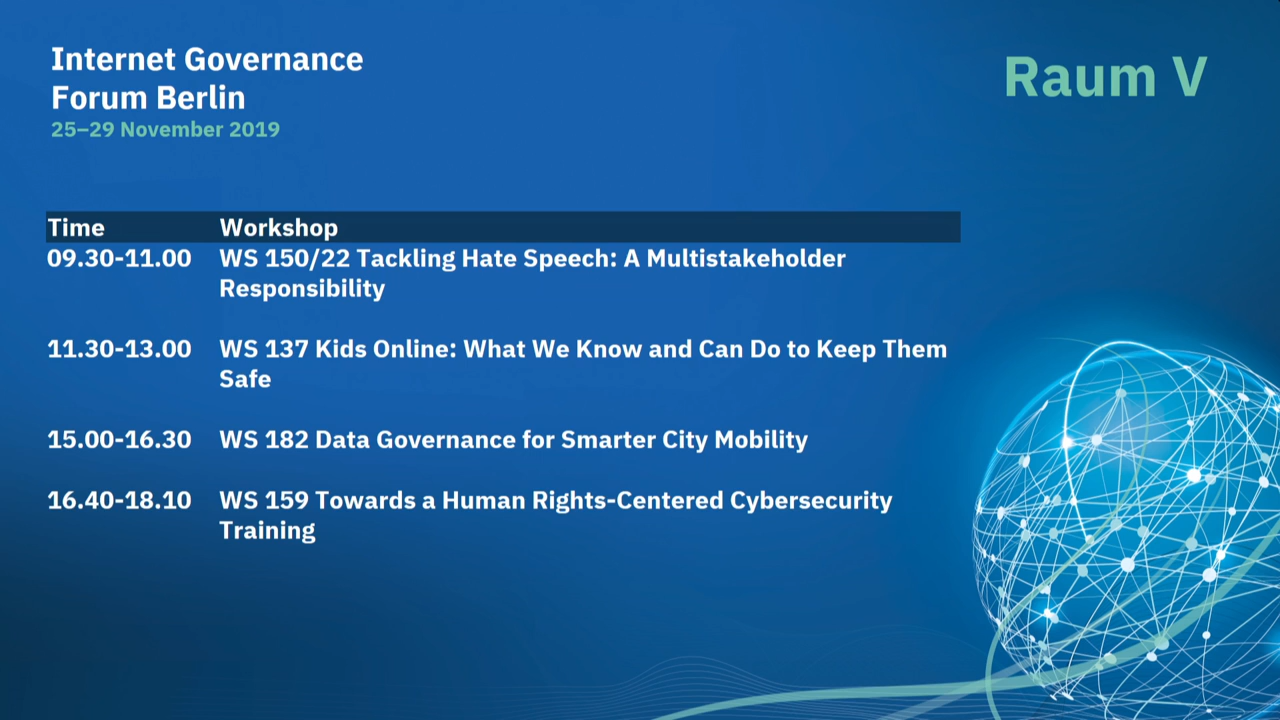 Internet Governance
Forum Berlin
25–29 November 2019
Raum V
Time Workshop
09.30-11.00 WS 150/22 Tackling Hate Speech: A Multistakeholder
Responsibility
11.30-13.00 WS 137 Kids Online: What We Know and Can Do to Keep Them
Safe
15.00-16.30 WS 182 Data Governance for Smarter City Mobility
16.40-18.10 WS 159 Towards a Human Rights-Centered Cybersecurity
Training